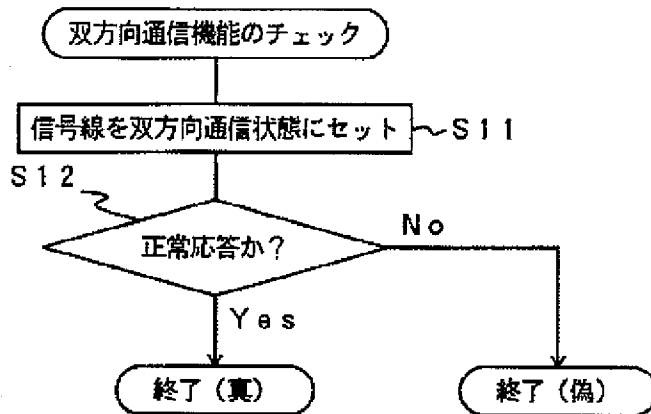 双方向通信機能のチェック
信号線を双方向通信状態にセット
S11
S12
正常応答か?
No
Yes
終了(真)
終了(偽)